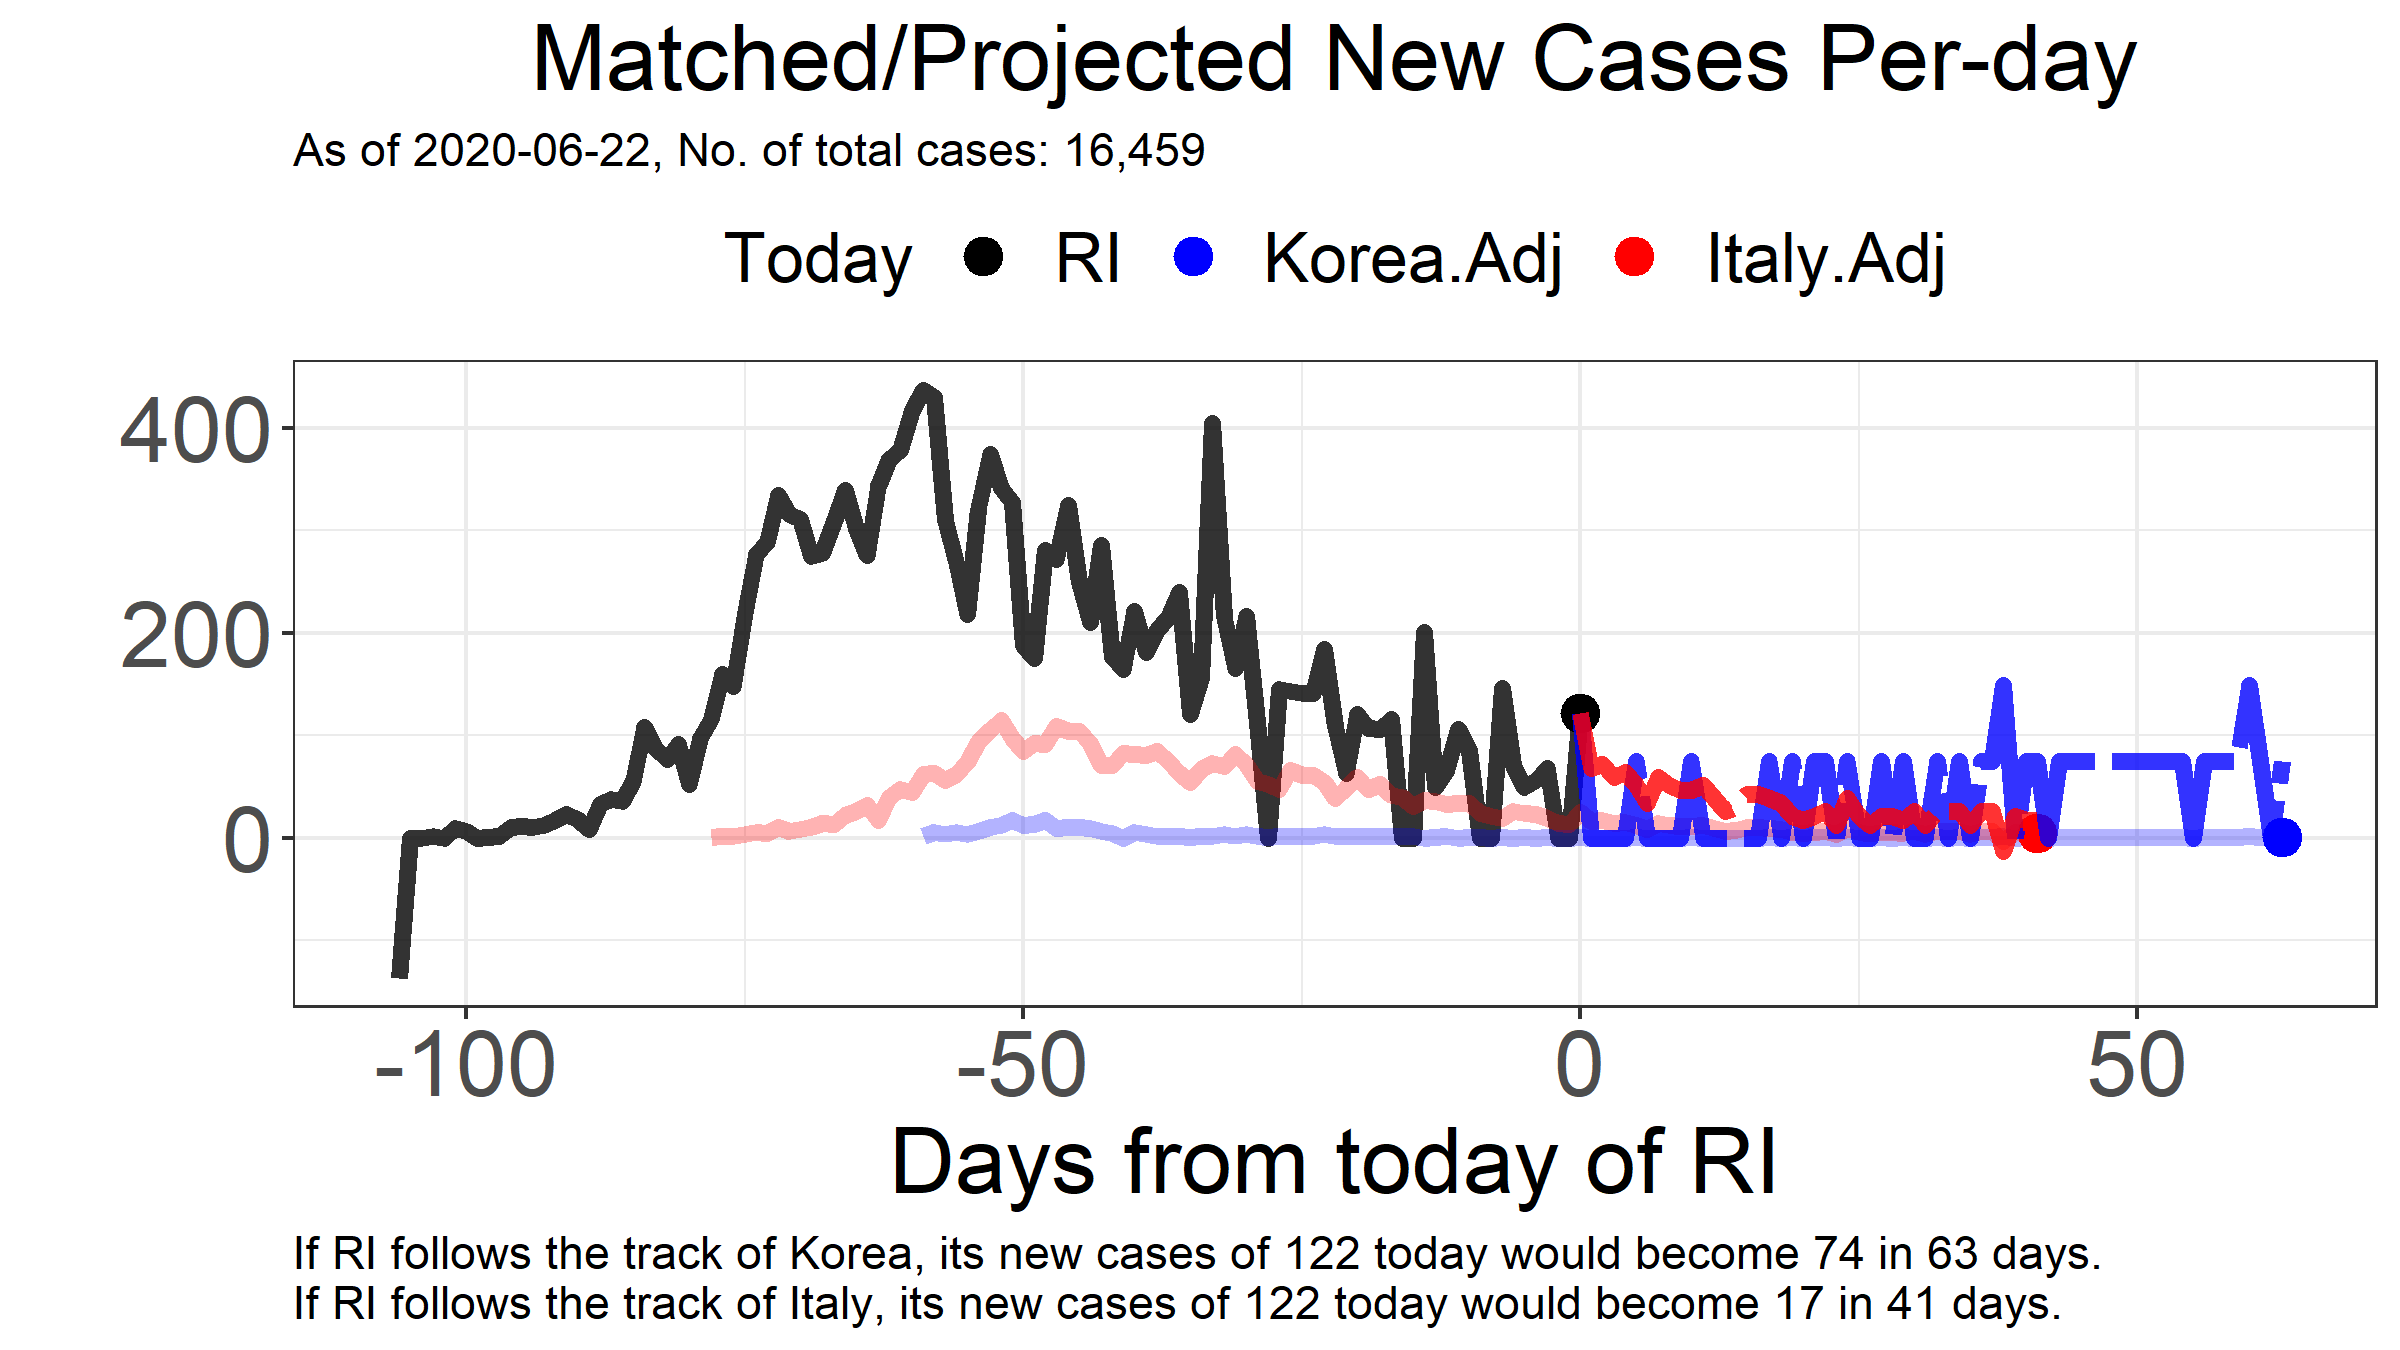 Matched/Projected New Cases Per-day
As of 2020-06-22, No. of total cases: 16,459
Today RI Korea.Adj Italy.Adj
400
200
0
-100 -50 0 50
Days from today of RI
If RI follows the track of Korea, its new cases of 122 today would become 74 in 63 days.
If RI follows the track of Italy, its new cases of 122 today would become 17 in 41 days.